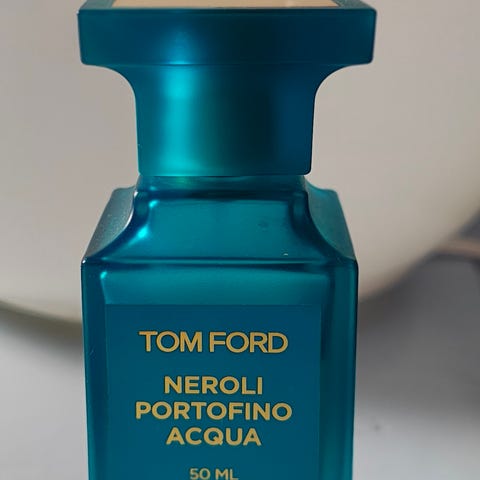 TOM FORD
NEROLI
PORTOFINO
ACQUA
50 ML